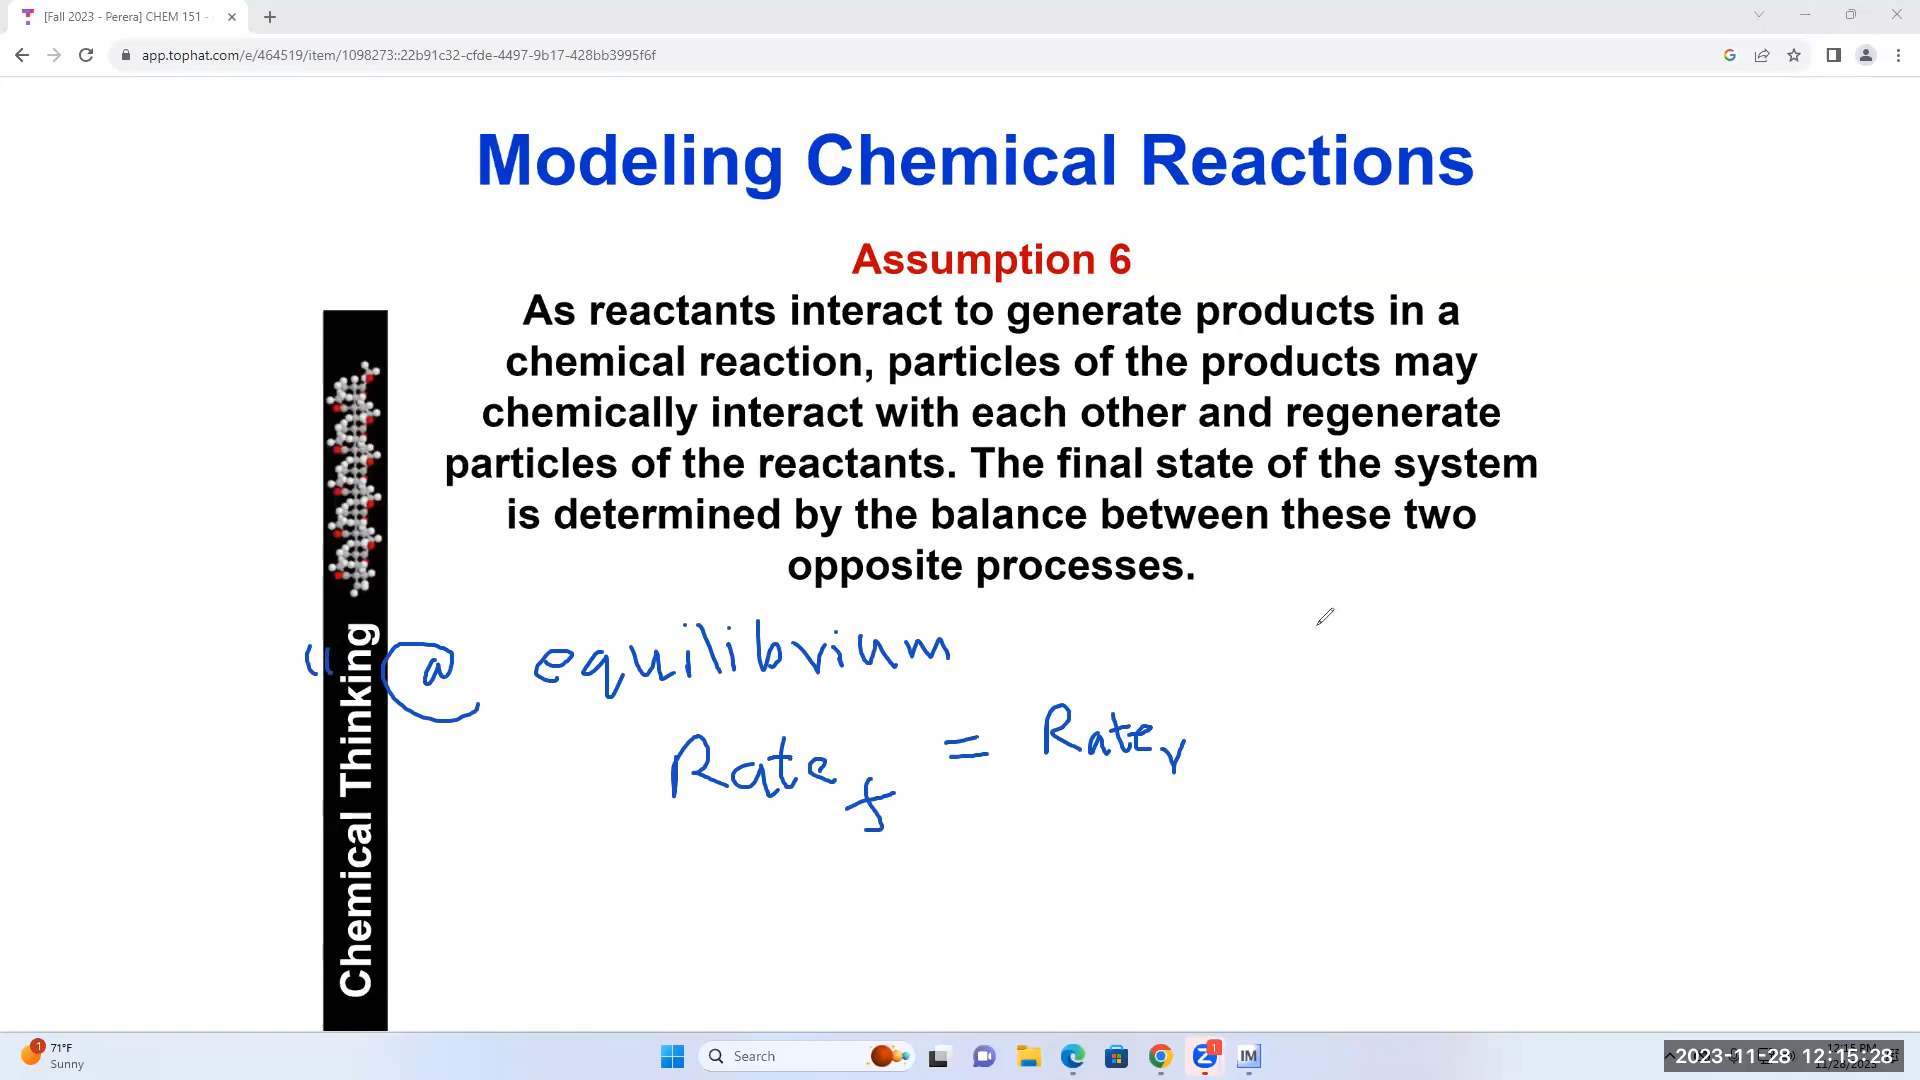 [Fall 2023 - Perera] CHEM 151 -
app.tophat.com/e/464519/item/1098273::22b91c32-cfde-4497-9b17-428bb3995f6f
Modeling Chemical Reactions
Assumption 6
As reactants interact to generate products in a
chemical reaction, particles of the products may
chemically interact with each other and regenerate
particles of the reactants. The final state of the system
is determined by the balance between these two
opposite processes.
Chemical Thinking
" @ equilibrium
Rate f = Rate r
1
71°F
Sunny
Search
1
IM
2023-11-28 12:15:28